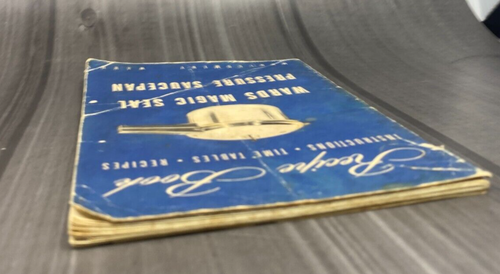 Recipe Book
INSTRUCTIONS • TIME TABLES • RECIPES
WARDS MAGIC SEAL
PRESSURE SAUCEPAN